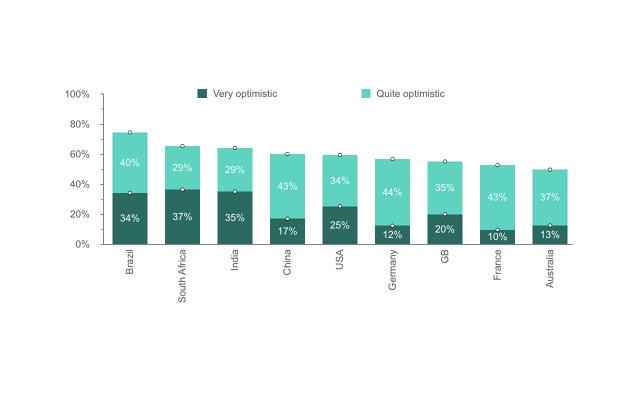 100%
Very optimistic
Quite optimistic
80%
60%
40%
20%
0%
40% 29% 29% 43% 34% 44% 35% 43% 37%
34% 37% 35% 17% 25% 12% 20% 10% 13%
Brazil
South Africa
India
China
USA
Germany
GB
France
Australia